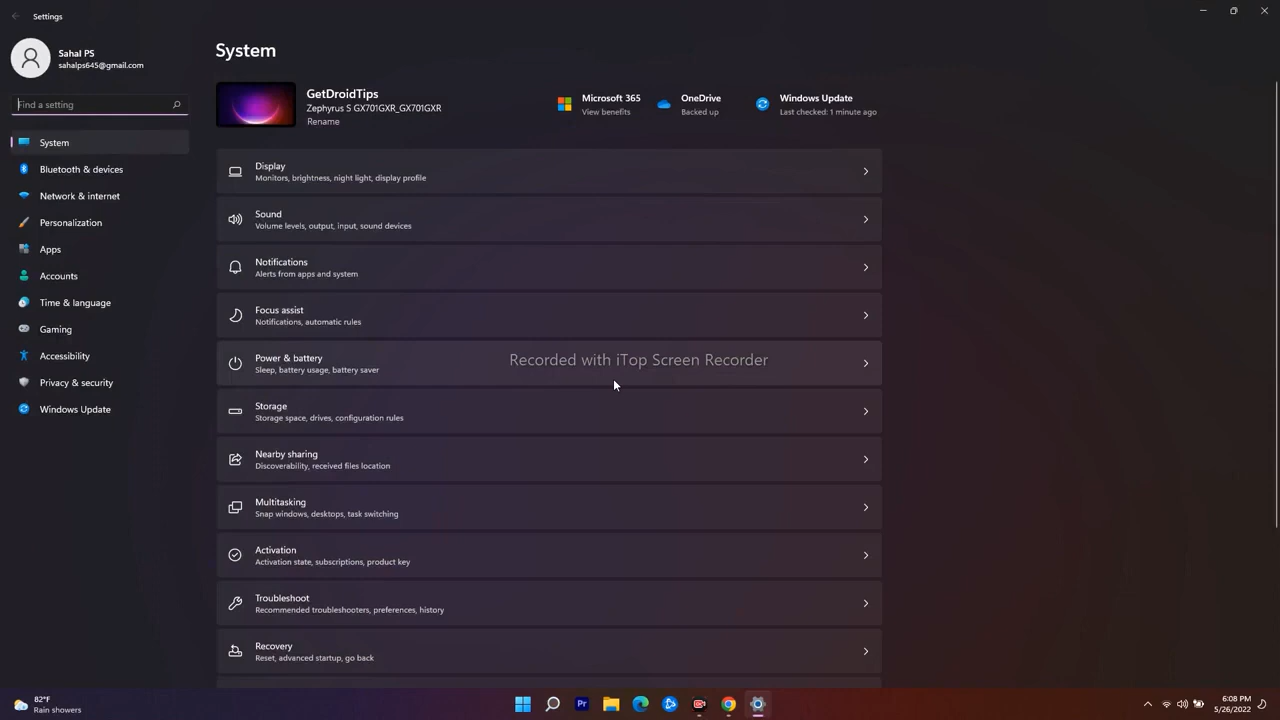 Settings
Sahal PS
sahalps645@gmail.com
Find a setting
System
Bluetooth & devices
Network & internet
Personalization
Apps
Accounts
Time & language
Gaming
Accessibility
Privacy & security
Windows Update
System
GetDroidTips
Zephyrus S GX701GXR_GX701GXR
Rename
Microsoft 365
View benefits
OneDrive
Backed up
Windows Update
Last checked: 1 minute ago
Display
Monitors, brightness, night light, display profile
Sound
Volume levels, output, input, sound devices
Notifications
Alerts from apps and system
Focus assist
Notifications, automatic rules
Power & battery
Sleep, battery usage, battery saver
Recorded with iTop Screen Recorder
Storage
Storage space, drives, configuration rules
Nearby sharing
Discoverability, received files location
Multitasking
Snap windows, desktops, task switching
Activation
Activation state, subscriptions, product key
Troubleshoot
Recommended troubleshooters, preferences, history
Recovery
Reset, advanced startup, go back
82°F
Rain showers
Pr
6:08 PM
5/26/2022